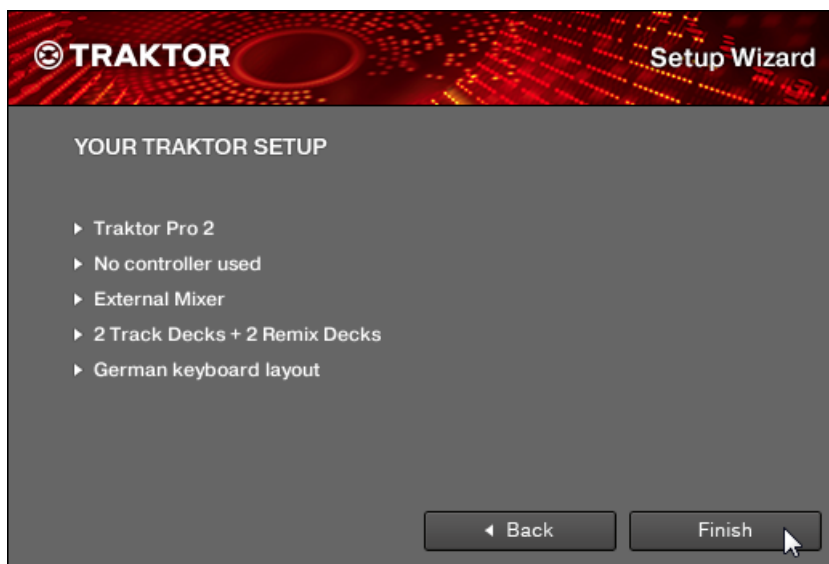 TRAKTOR
Setup Wizard
YOUR TRAKTOR SETUP
Traktor Pro 2
No controller used
External Mixer
2 Track Decks + 2 Remix Decks
German keyboard layout
Back
Finish